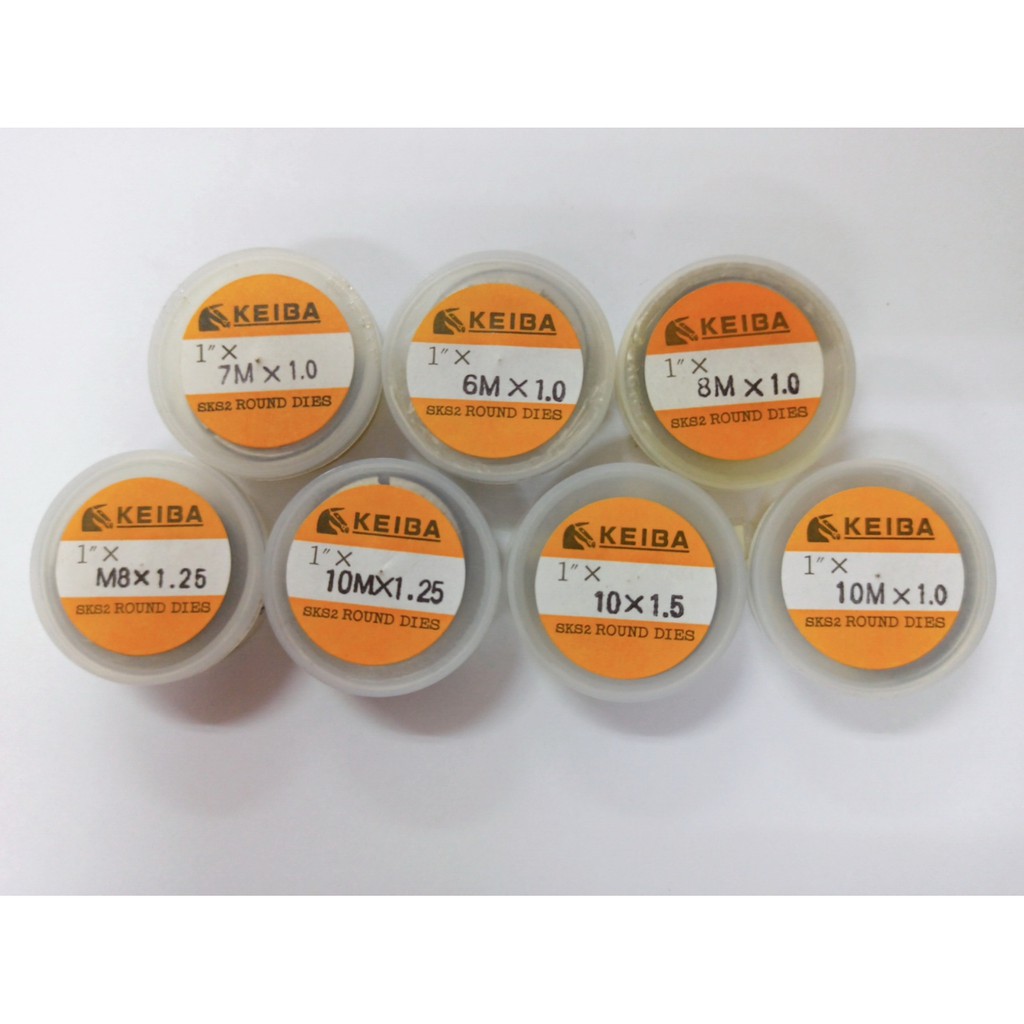 KEIBA
1" ×
7M × 1.0
SKS2 ROUND DIES
KEIBA
1" ×
6M × 1.0
SKS2 ROUND DIES
KEIBA
1" ×
8M × 1.0
SKS2 ROUND DIES
KEIBA
1" ×
M8 × 1.25
SKS2 ROUND DIES
KEIBA
1" ×
10M×1.25
SKS2 ROUND DIES
KEIBA
1" ×
10 × 1.5
SKS2 ROUND DIES
KEIBA
1" ×
10M × 1.0
SKS2 ROUND DIES